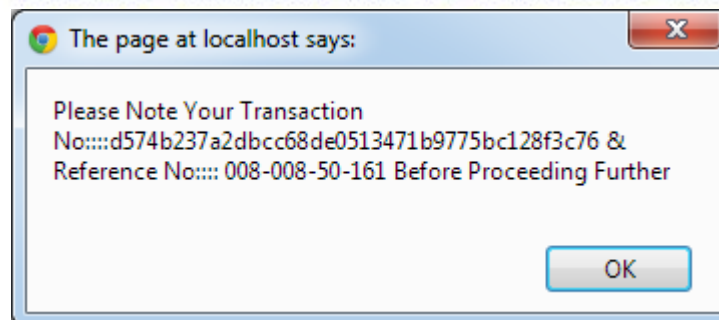 The page at localhost says:
Please Note Your Transaction
No::::d574b237a2dbcc68de0513471b9775bc128f3c76 &
Reference No:::: 008-008-50-161 Before Proceeding Further
OK